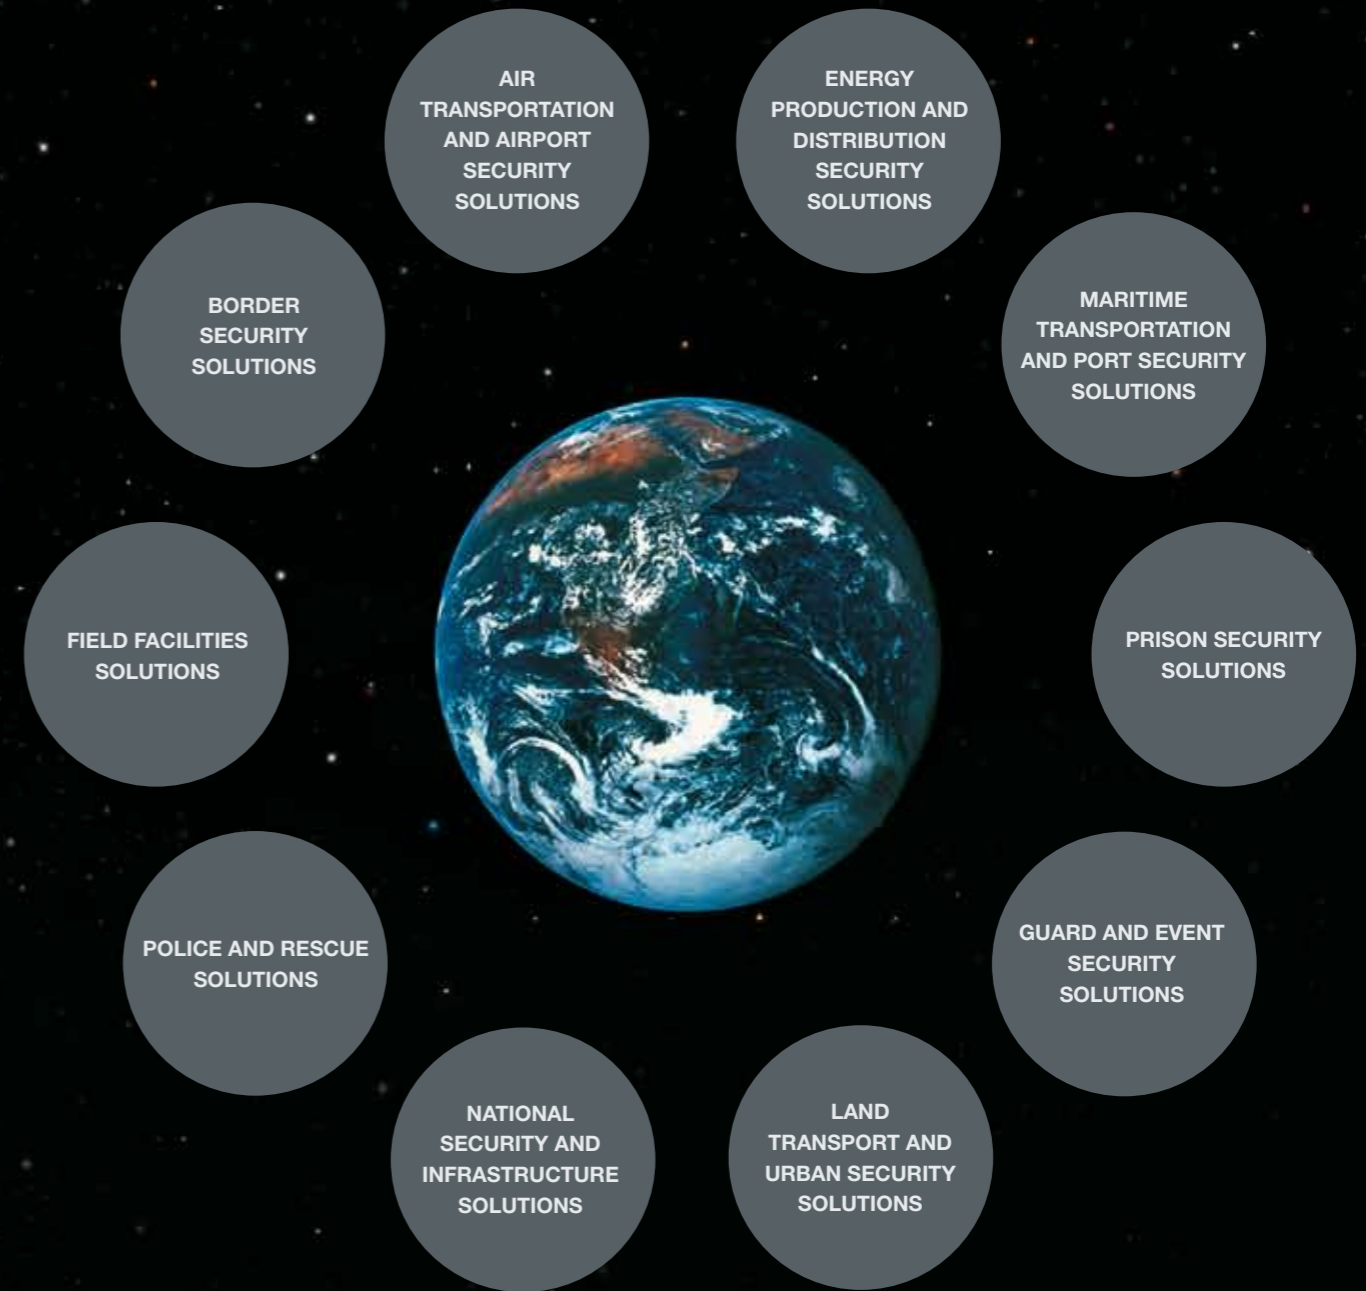 AIR
TRANSPORTATION
AND AIRPORT
SECURITY
SOLUTIONS
ENERGY
PRODUCTION AND
DISTRIBUTION
SECURITY
SOLUTIONS
BORDER
SECURITY
SOLUTIONS
MARITIME
TRANSPORTATION
AND PORT SECURITY
SOLUTIONS
FIELD FACILITIES
SOLUTIONS
PRISON SECURITY
SOLUTIONS
POLICE AND RESCUE
SOLUTIONS
GUARD AND EVENT
SECURITY
SOLUTIONS
NATIONAL
SECURITY AND
INFRASTRUCTURE
SOLUTIONS
LAND
TRANSPORT AND
URBAN SECURITY
SOLUTIONS